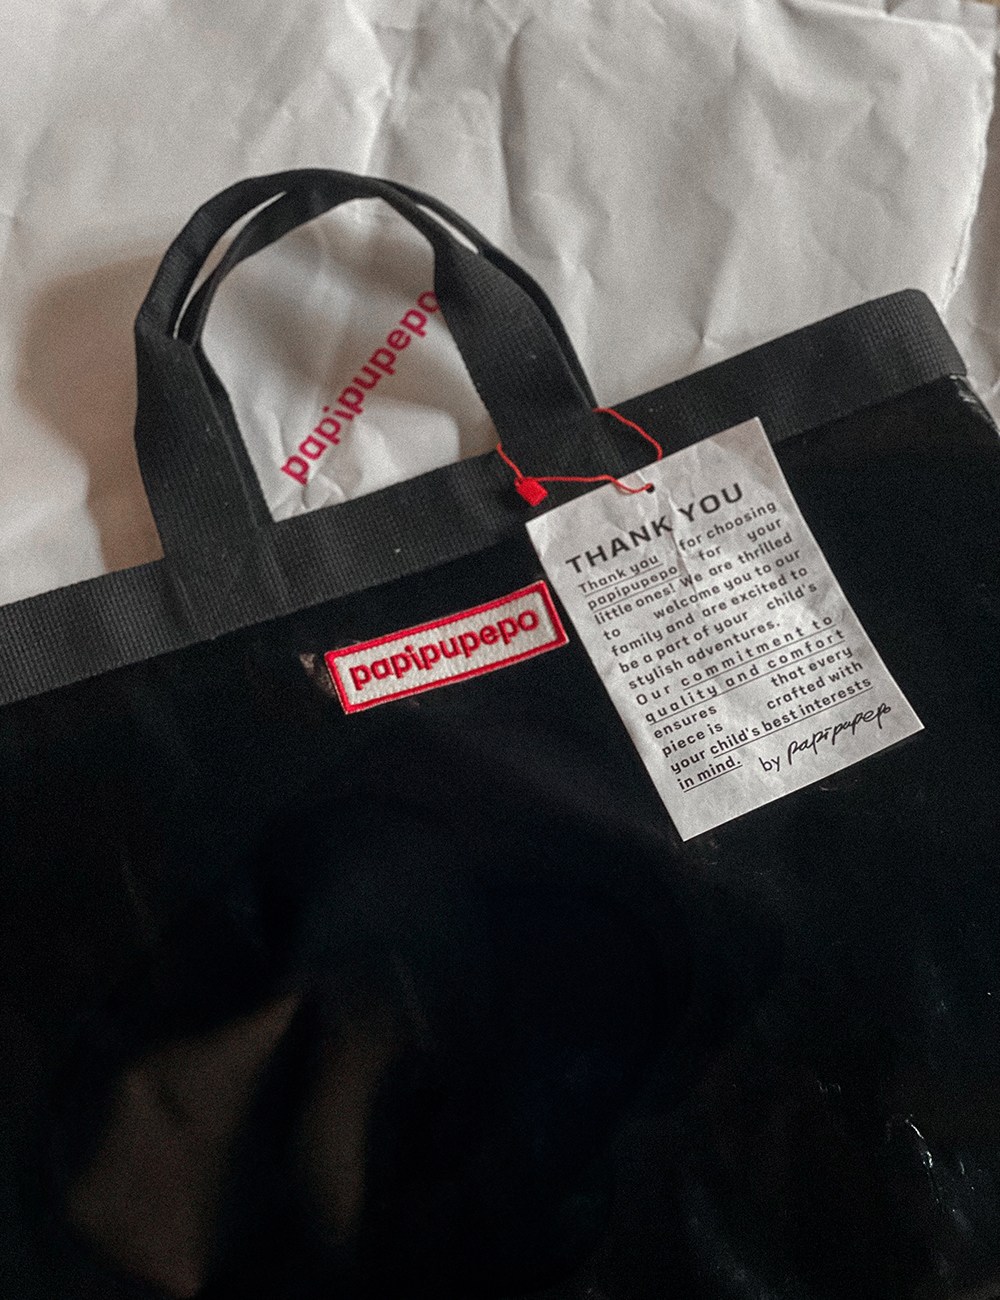 papipupepo
papipupepo
THANK YOU
Thank you for choosing
papipupepo for your
little ones! We are thrilled
to welcome you to our
family and are excited to
be a part of your child's
stylish adventures.
Our commitment to
quality and comfort
ensures that every
piece is crafted with
your child's best interests
in mind.
by papipupep